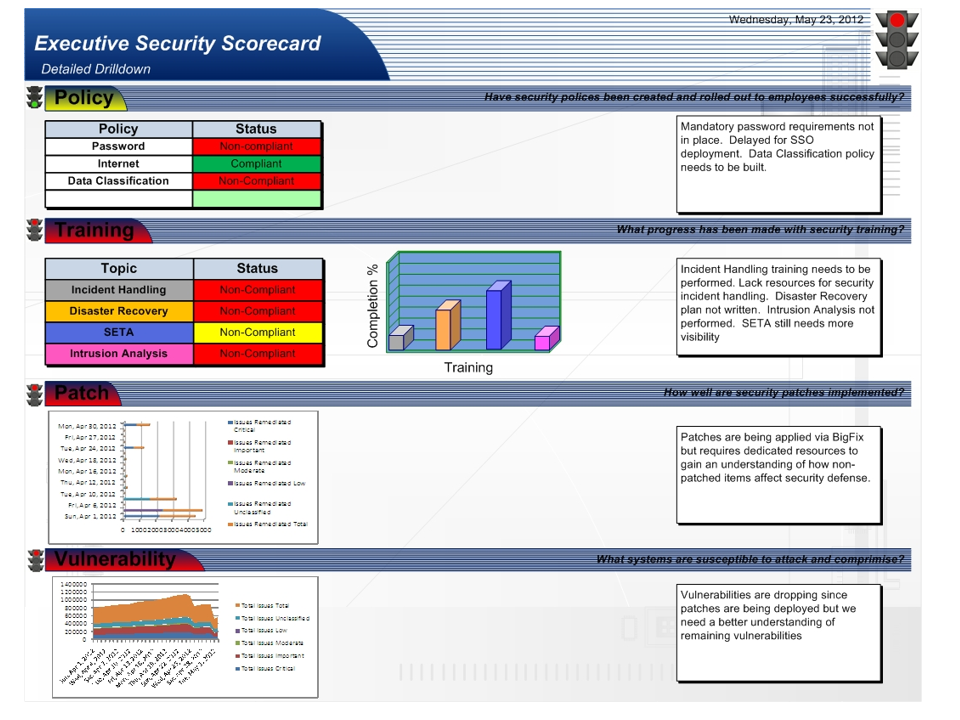 Wednesday, May 23, 2012
Executive Security Scorecard
Detailed Drilldown
Policy
Have security polices been created and rolled out to employees successfully?
Policy Status
Password Non-compliant
Internet Compliant
Data Classification Non-Compliant
Mandatory password requirements not
in place. Delayed for SSO
deployment. Data Classification policy
needs to be built.
Training
What progress has been made with security training?
Topic Status
Incident Handling Non-Compliant
Disaster Recovery Non-Compliant
SETA Non-Compliant
Intrusion Analysis Non-Compliant
Completion %
Training
Incident Handling training needs to be
performed. Lack resources for security
incident handling. Disaster Recovery
plan not written. Intrusion Analysis not
performed. SETA still needs more
visibility
Patch
How well are security patches implemented?
Mon, Apr 30, 2012
Fri, Apr 27, 2012
Tue, Apr 24, 2012
Wed, Apr 18, 2012
Mon, Apr 16, 2012
Thu, Apr 12, 2012
Tue, Apr 10, 2012
Fri, Apr 6, 2012
Sun, Apr 1, 2012
0 10002000300040005000
Issues Remediated
Critical
Issues Remediated
Important
Issues Remediated
Moderate
Issues Remediated Low
Issues Remediated
Unclassified
Issues Remediated Total
Patches are being applied via BigFix
but requires dedicated resources to
gain an understanding of how non-
patched items affect security defense.
Vulnerability
What systems are susceptible to attack and comprimise?
1400000
1200000
1000000
800000
600000
400000
200000
0
Total Issues Total
Total Issues Unclassified
Total Issues Low
Total Issues Moderate
Total Issues Important
Total Issues Critical
Vulnerabilities are dropping since
patches are being deployed but we
need a better understanding of
remaining vulnerabilities